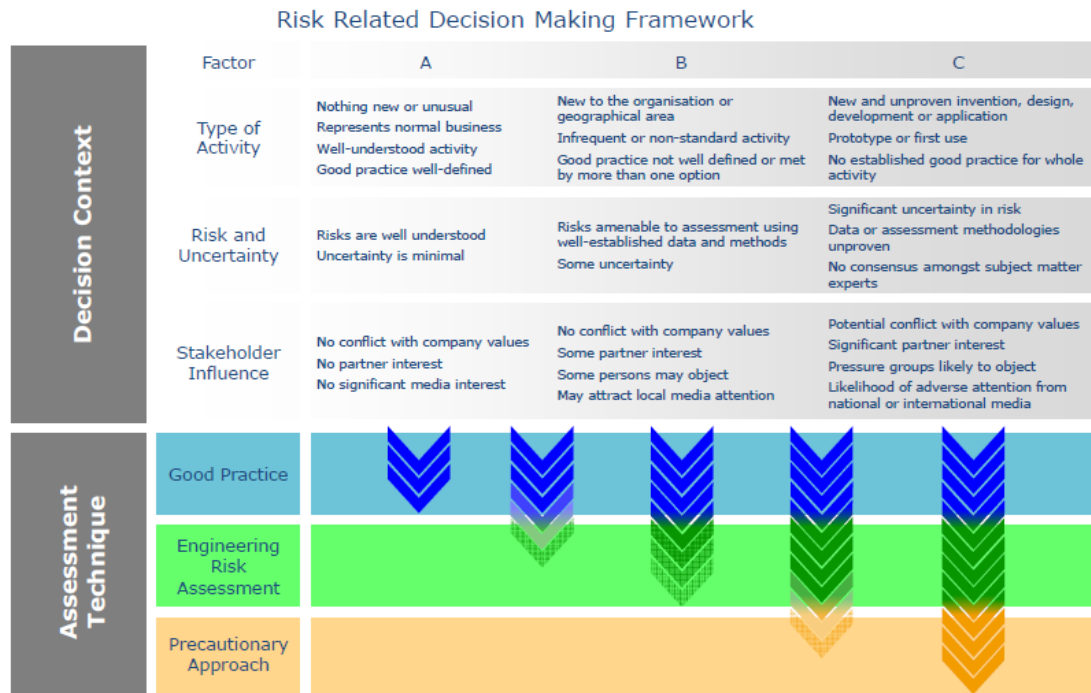 Risk Related Decision Making Framework
Decision Context
Factor
A
B
C
Type of
Activity
Nothing new or unusual
Represents normal business
Well-understood activity
Good practice well-defined
New to the organisation or
geographical area
Infrequent or non-standard activity
Good practice not well defined or met
by more than one option
New and unproven invention, design,
development or application
Prototype or first use
No established good practice for whole
activity
Risk and
Uncertainty
Risks are well understood
Uncertainty is minimal
Risks amenable to assessment using
well-established data and methods
Some uncertainty
Significant uncertainty in risk
Data or assessment methodologies
unproven
No consensus amongst subject matter
experts
Stakeholder
Influence
No conflict with company values
No partner interest
No significant media interest
No conflict with company values
Some partner interest
Some persons may object
May attract local media attention
Potential conflict with company values
Significant partner interest
Pressure groups likely to object
Likelihood of adverse attention from
national or international media
Assessment
Technique
Good Practice
Engineering
Risk
Assessment
Precautionary
Approach